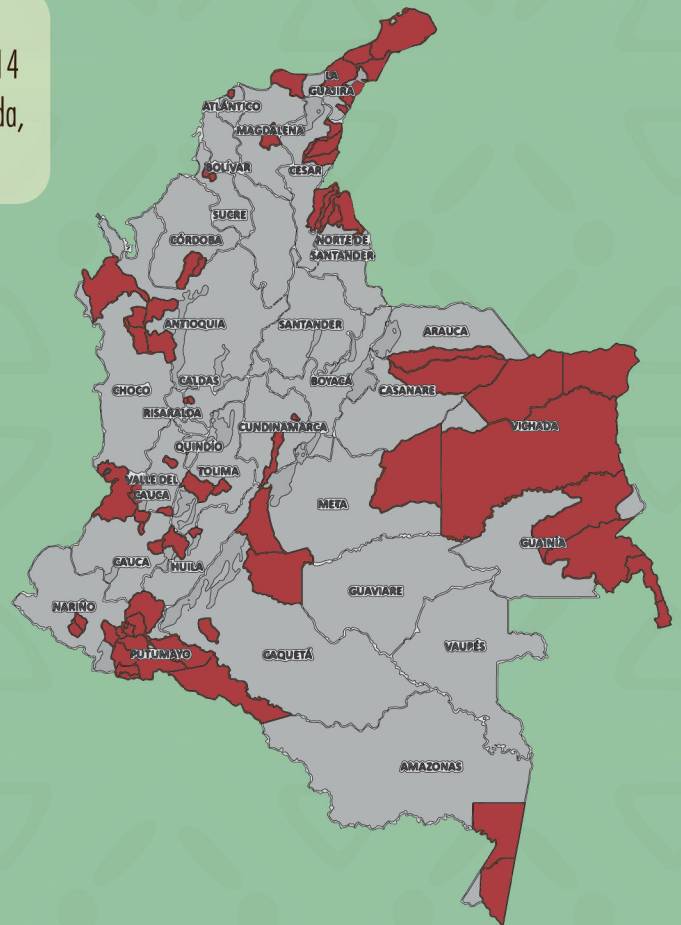 14
da,
LA
GUAJIRA
ATLÁNTICO
MAGDALENA
BOLÍVAR
CESAR
SUCRE
CÓRDOBA
NORTE DE
SANTANDER
ANTIOQUIA
SANTANDER
ARAUCA
CHOCO
CALDAS
BOYACÁ
CASANARE
RISARALDA
CUNDINAMARCA
VICHADA
QUINDÍO
TOLIMA
VALLE DEL
CAUCA
META
GUAINÍA
CAUCA
HUILA
GUAVIARE
NARIÑO
VAUPÉS
PUTUMAYO
CAQUETÁ
AMAZONAS